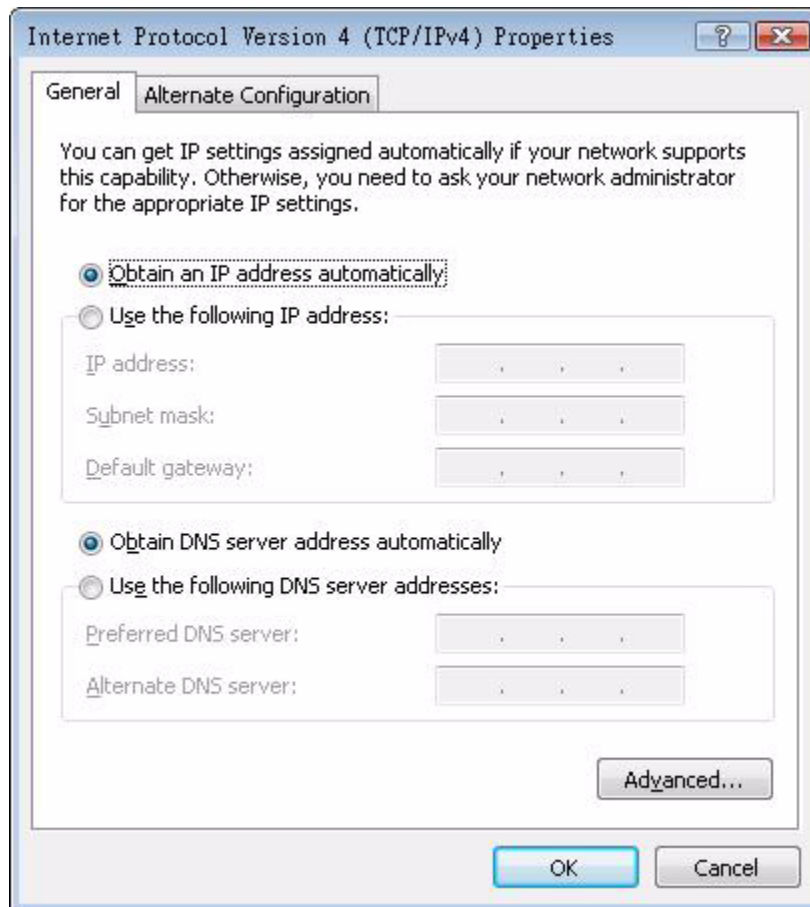 Internet Protocol Version 4 (TCP/IPv4) Properties
General
Alternate Configuration
You can get IP settings assigned automatically if your network supports
this capability. Otherwise, you need to ask your network administrator
for the appropriate IP settings.
Obtain an IP address automatically
Use the following IP address:
IP address:
Subnet mask:
Default gateway:
Obtain DNS server address automatically
Use the following DNS server addresses:
Preferred DNS server:
Alternate DNS server:
Advanced...
OK
Cancel